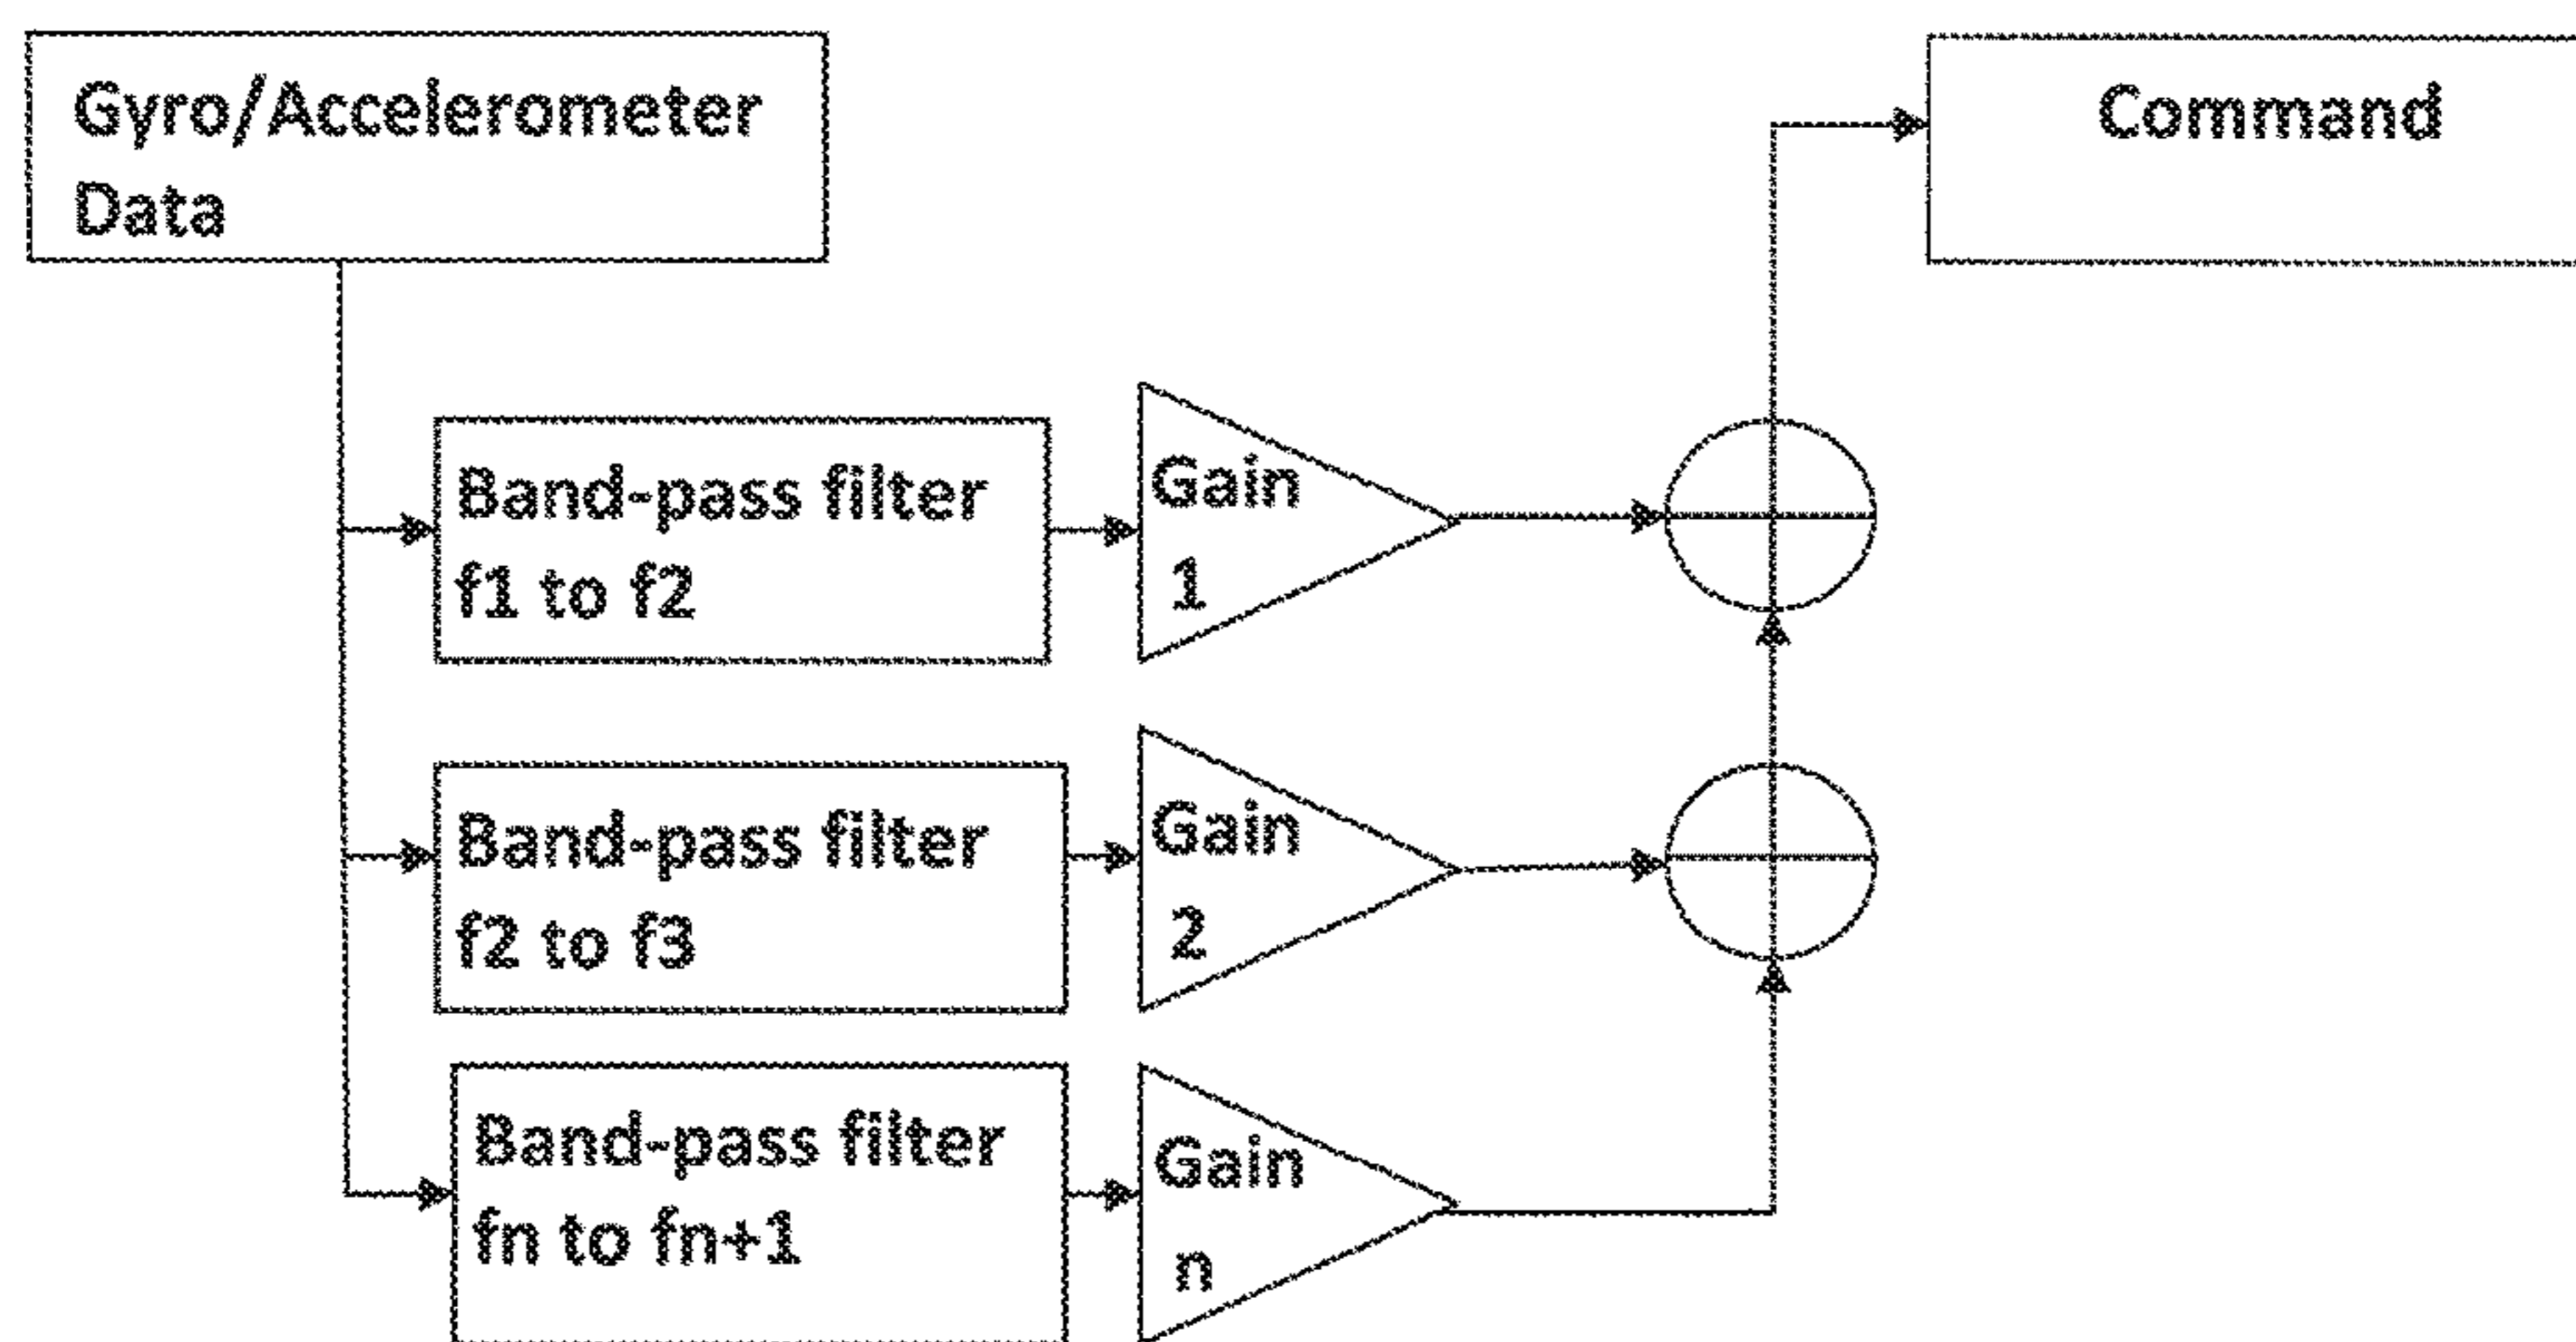 Gyro/Accelerometer
Data
Command
Band-pass filter
f1 to f2
Gain
1
Band-pass filter
f2 to f3
Gain
2
Band-pass filter
fn to fn+1
Gain
n